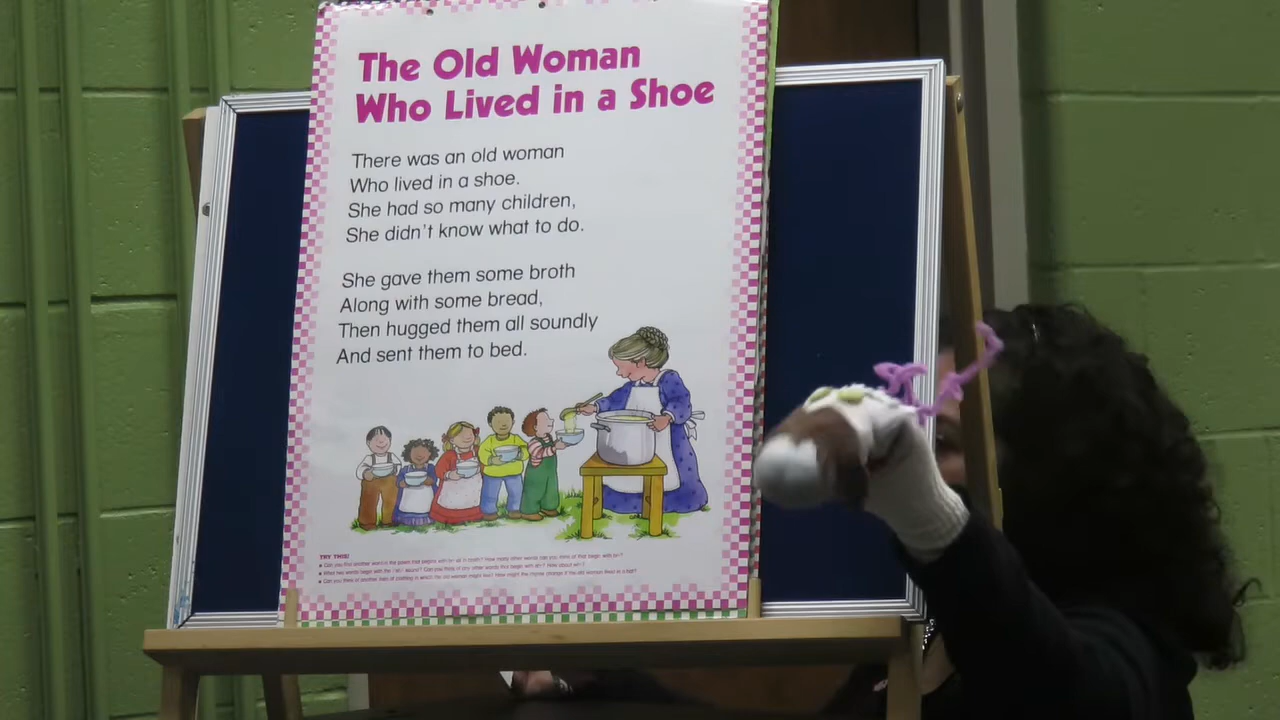 The Old Woman
Who Lived in a Shoe
There was an old woman
Who lived in a shoe.
She had so many children,
She didn't know what to do.
She gave them some broth
Along with some bread,
Then hugged them all soundly
And sent them to bed.
TRY THIS!